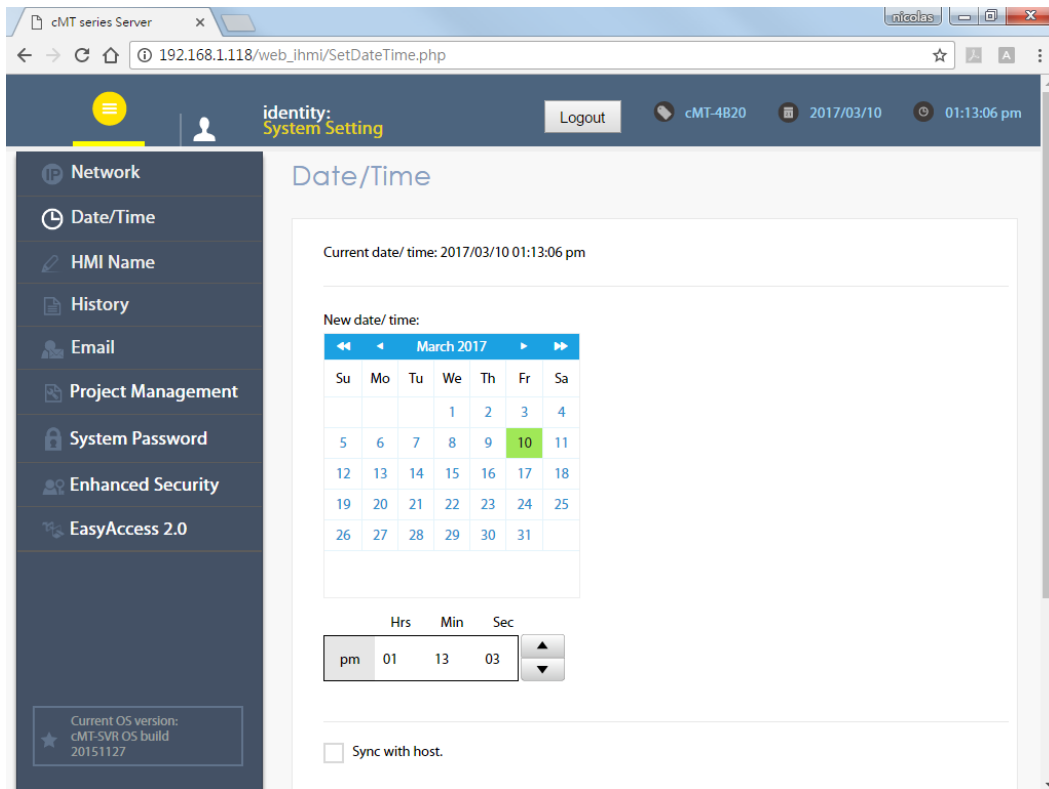 cMT series Server
nicolas
192.168.1.118/web_ihmi/SetDateTime.php
identity:
System Setting
Logout
cMT-4B20
2017/03/10
01:13:06 pm
Network
Date/Time
HMI Name
History
Email
Project Management
System Password
Enhanced Security
EasyAccess 2.0
Current OS version:
cMT-SVR OS build
20151127
Date/Time
Current date/ time: 2017/03/10 01:13:06 pm
New date/ time:
March 2017
Su Mo Tu We Th Fr Sa
1 2 3 4
5 6 7 8 9 10 11
12 13 14 15 16 17 18
19 20 21 22 23 24 25
26 27 28 29 30 31
Hrs Min Sec
pm 01 13 03
Sync with host.